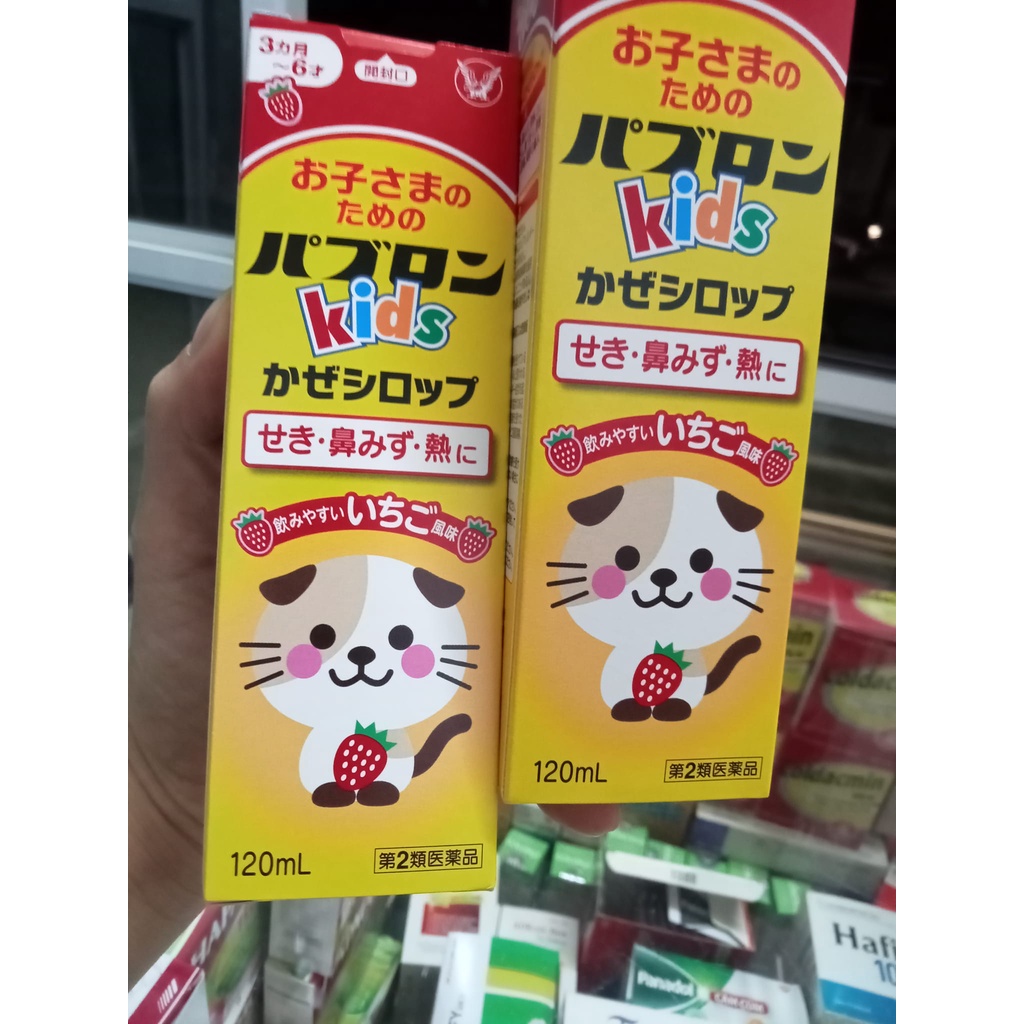 3カ月
～6才
開封口
お子さまの
ための
パブロン
kids
かぜシロップ
せき・鼻みず・熱に
飲みやすいいちご風味
120mL
第2類医薬品
お子さまの
ための
パブロン
kids
かぜシロップ
せき・鼻みず・熱に
飲みやすいいちご風味
120mL
第2類医薬品
Panadol
Hafi
10